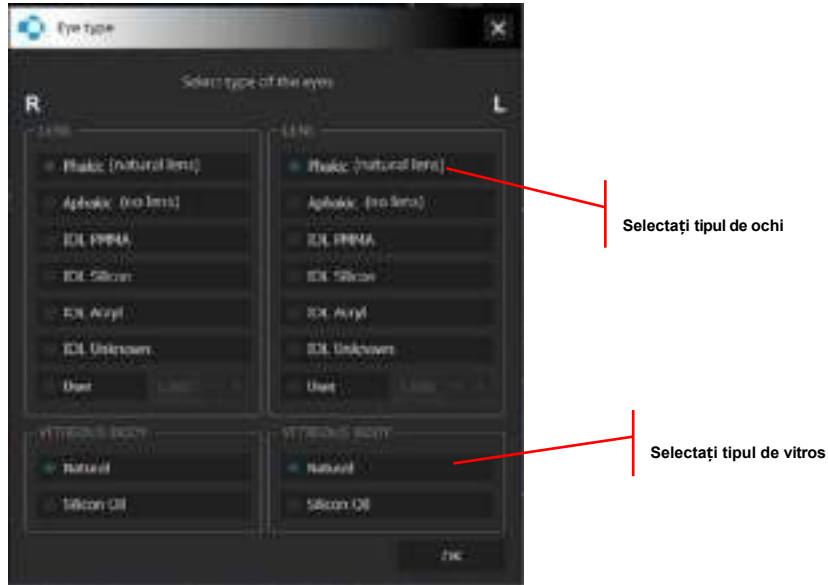 Eye type
Select type of the eyes
R
L
LENS
LENS
Phakic (natural lens)
Phakic (natural lens)
Selectați tipul de ochi
Aphakic (no lens)
Aphakic (no lens)
IOL PMMA
IOL PMMA
IOL Silicon
IOL Silicon
IOL Acryl
IOL Acryl
IOL Unknown
IOL Unknown
User
User
VITREOUS BODY
VITREOUS BODY
Natural
Natural
Selectați tipul de vitros
Silicon Oil
Silicon Oil
OK